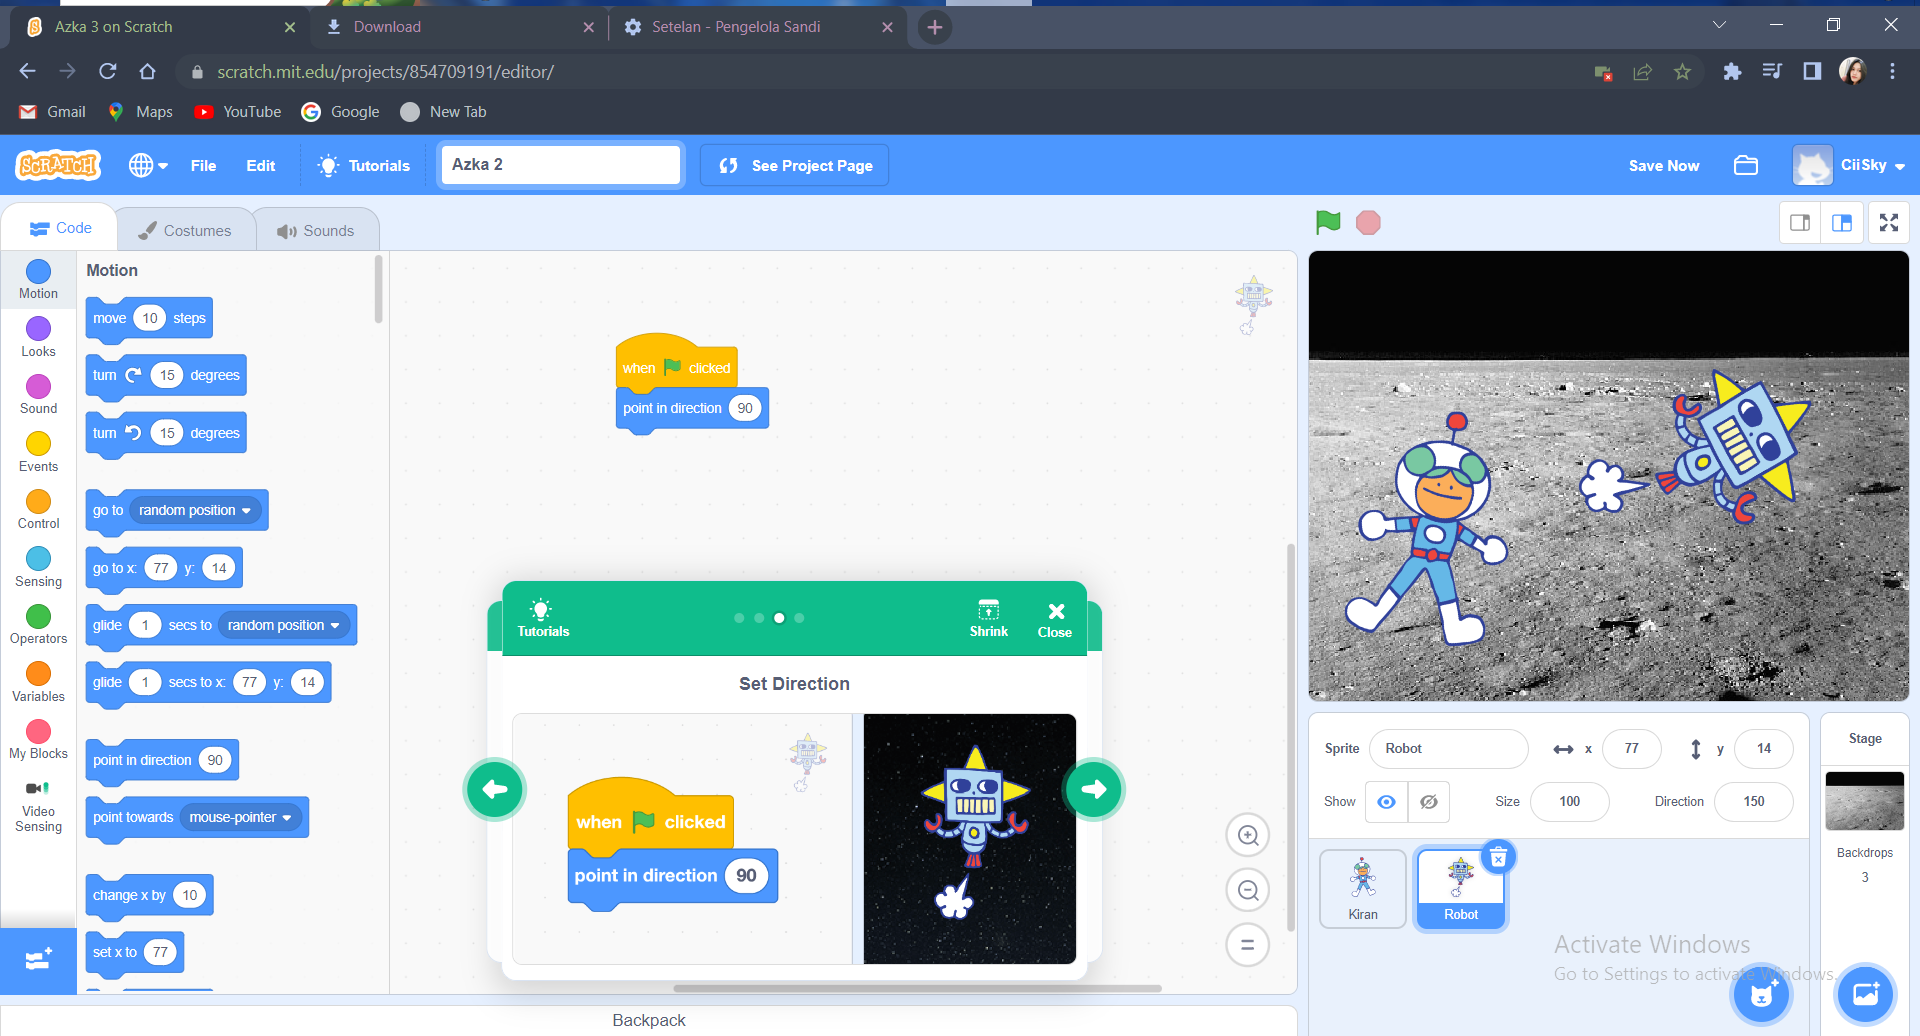 Azka 3 on Scratch
Download
Setelan - Pengelola Sandi
scratch.mit.edu/projects/854709191/editor/
Gmail
Maps
YouTube
Google
New Tab
SCRATCH
File
Edit
Tutorials
Azka 2
See Project Page
Save Now
CiiSky
Code
Costumes
Sounds
Motion
Looks
Sound
Events
Control
Sensing
Operators
Variables
My Blocks
Video
Sensing
Motion
move 10 steps
turn 15 degrees
turn 15 degrees
go to random position
go to x: 77 y: 14
glide 1 secs to random position
glide 1 secs to x: 77 y: 14
point in direction 90
point towards mouse-pointer
change x by 10
set x to 77
when clicked
point in direction 90
Tutorials
Shrink
Close
Set Direction
when clicked
point in direction 90
Backpack
Sprite Robot x 77 y 14
Show Size 100 Direction 150
Kiran
Robot
Stage
Backdrops
3
Activate Windows
Go to Settings to activate Windows.